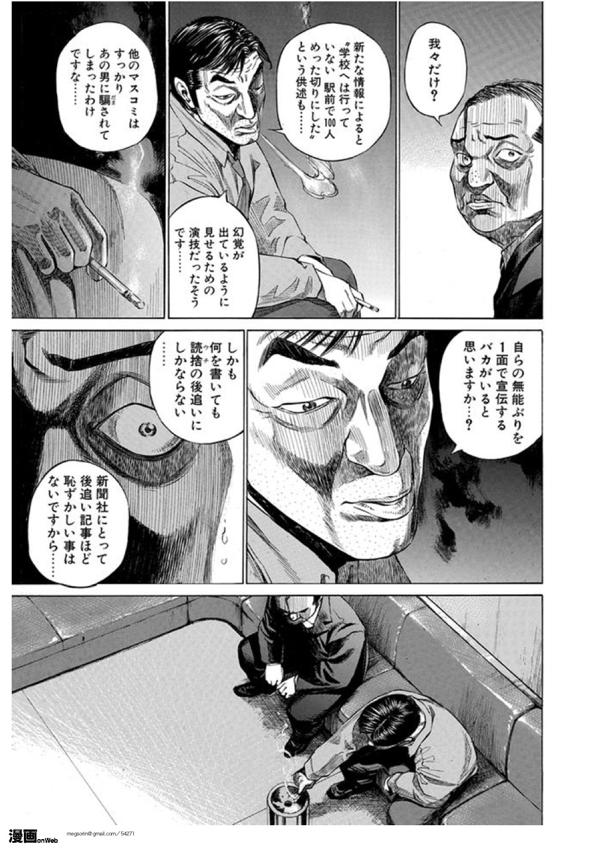 我々だけ？
新たな情報によると
“学校へは行って
いない 駅前で100人
めった切りにした”
という供述も……
幻覚が
出ているように
見せるための
演技だったそう
です……
他のマスコミは
すっかり
あの男に騙されて
しまったわけ
ですな……
自らの無能ぶりを
1面で宣伝する
バカがいると
思いますか…？
しかも
何を書いても
読捨の後追いに
しかならない
新聞社にとって
後追い記事ほど
恥ずかしい事は
ないですから……
漫画 on Web
megaorin@gmail.com/54271